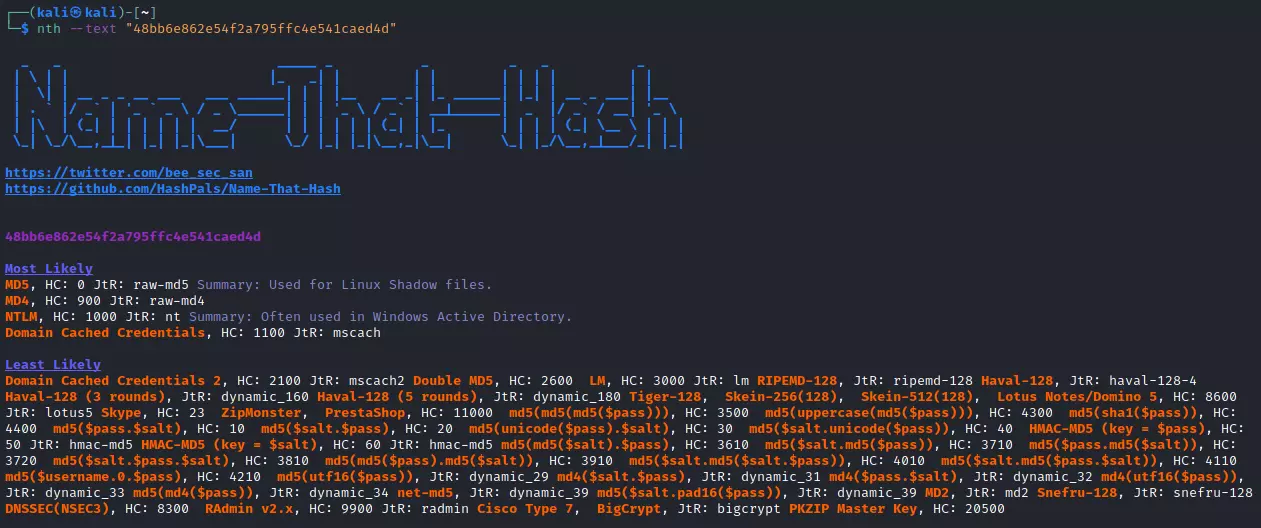 ┌──(kali㉿kali)-[~]
└─$ nth --text "48bb6e862e54f2a795ffc4e541caed4d"
Name-That-Hash
https://twitter.com/bee_sec_san
https://github.com/HashPals/Name-That-Hash
48bb6e862e54f2a795ffc4e541caed4d
Most Likely
MD5, HC: 0 JtR: raw-md5 Summary: Used for Linux Shadow files.
MD4, HC: 900 JtR: raw-md4
NTLM, HC: 1000 JtR: nt Summary: Often used in Windows Active Directory.
Domain Cached Credentials, HC: 1100 JtR: mscach
Least Likely
Domain Cached Credentials 2, HC: 2100 JtR: mscach2 Double MD5, HC: 2600  LM, HC: 3000 JtR: lm RIPEMD-128, JtR: ripemd-128 Haval-128, JtR: haval-128-4
Haval-128 (3 rounds), JtR: dynamic_160 Haval-128 (5 rounds), JtR: dynamic_180 Tiger-128,  Skein-256(128),  Skein-512(128),  Lotus Notes/Domino 5, HC: 8600
JtR: lotus5 Skype, HC: 23  ZipMonster,  PrestaShop, HC: 11000  md5(md5(md5($pass))), HC: 3500  md5(uppercase(md5($pass))), HC: 4300  md5(sha1($pass)), HC:
4400  md5($pass.$salt), HC: 10  md5($salt.$pass), HC: 20  md5(unicode($pass).$salt), HC: 30  md5($salt.unicode($pass)), HC: 40  HMAC-MD5 (key = $pass), HC:
50 JtR: hmac-md5 HMAC-MD5 (key = $salt), HC: 60 JtR: hmac-md5 md5(md5($salt).$pass), HC: 3610  md5($salt.md5($pass)), HC: 3710  md5($pass.md5($salt)), HC:
3720  md5($salt.$pass.$salt), HC: 3810  md5(md5($pass).md5($salt)), HC: 3910  md5($salt.md5($salt.$pass)), HC: 4010  md5($salt.md5($pass.$salt)), HC: 4110
md5($username.0.$pass), HC: 4210  md5(utf16($pass)), JtR: dynamic_29 md4($salt.$pass), JtR: dynamic_31 md4($pass.$salt), JtR: dynamic_32 md4(utf16($pass)),
JtR: dynamic_33 md5(md4($pass)), JtR: dynamic_34 net-md5, JtR: dynamic_39 md5($salt.pad16($pass)), JtR: dynamic_39 MD2, JtR: md2 Snefru-128, JtR: snefru-128
DNSSEC(NSEC3), HC: 8300  RAdmin v2.x, HC: 9900 JtR: radmin Cisco Type 7,  BigCrypt, JtR: bigcrypt PKZIP Master Key, HC: 20500